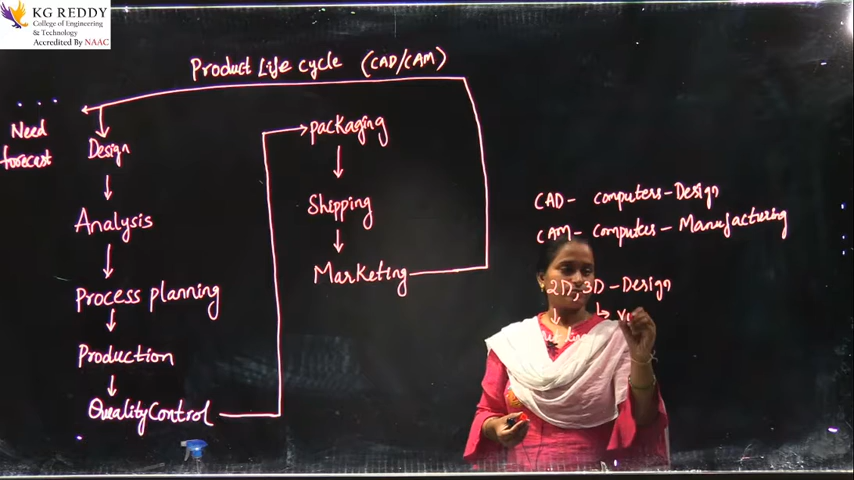 KG REDDY
College of Engineering
& Technology
Accredited By NAAC
Product Life cycle (CAD/CAM)
Need
forecast
Design
Analysis
Process planning
Production
Quality Control
Packaging
Shipping
Marketing
CAD - Computers - Design
CAM - Computers - Manufacturing
2D, 3D - Design